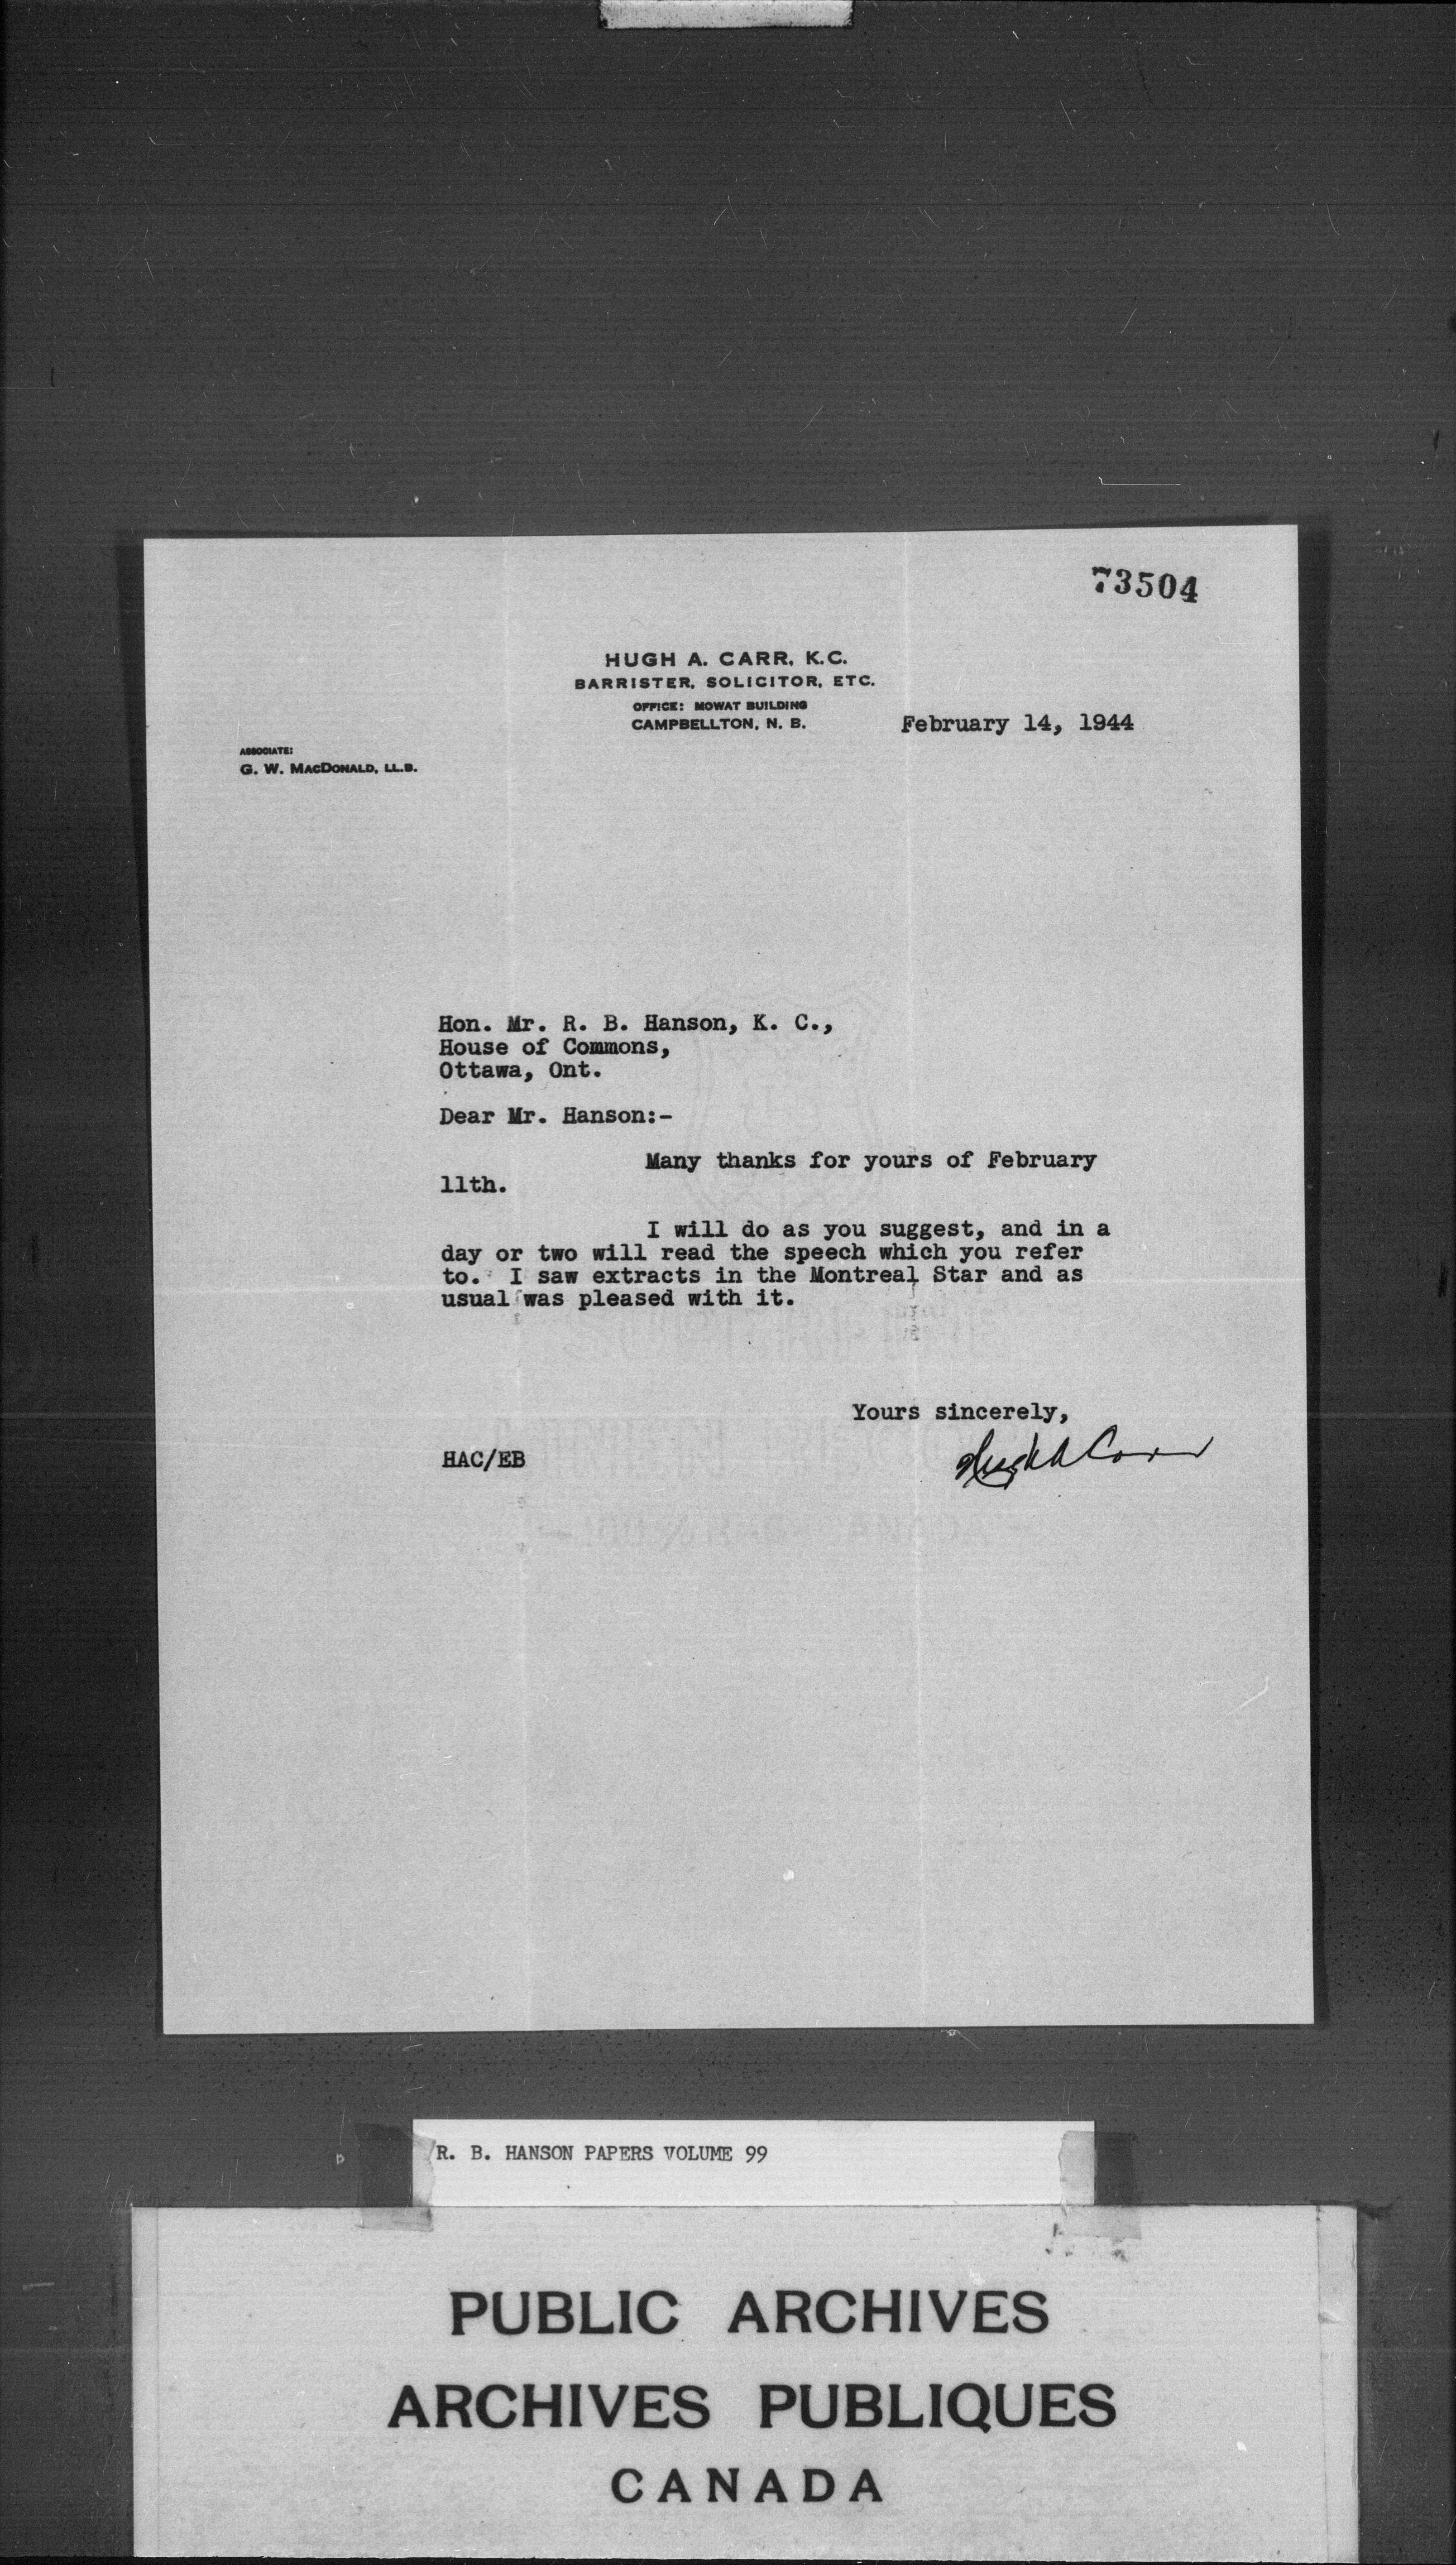 73504
HUGH A. CARR, K.C.
BARRISTER, SOLICITOR, ETC.
OFFICE: MOWAT BUILDING
CAMPBELLTON, N. B.
February 14, 1944
ASSOCIATE:
G. W. MACDONALD, LL.B.
Hon. Mr. R. B. Hanson, K. C.,
House of Commons,
Ottawa, Ont.
Dear Mr. Hanson:-
Many thanks for yours of February
11th.
I will do as you suggest, and in a
day or two will read the speech which you refer
to. I saw extracts in the Montreal Star and as
usual was pleased with it.
Yours sincerely,
HAC/EB
Hugh A Carr
R. B. HANSON PAPERS VOLUME 99
PUBLIC ARCHIVES
ARCHIVES PUBLIQUES
CANADA